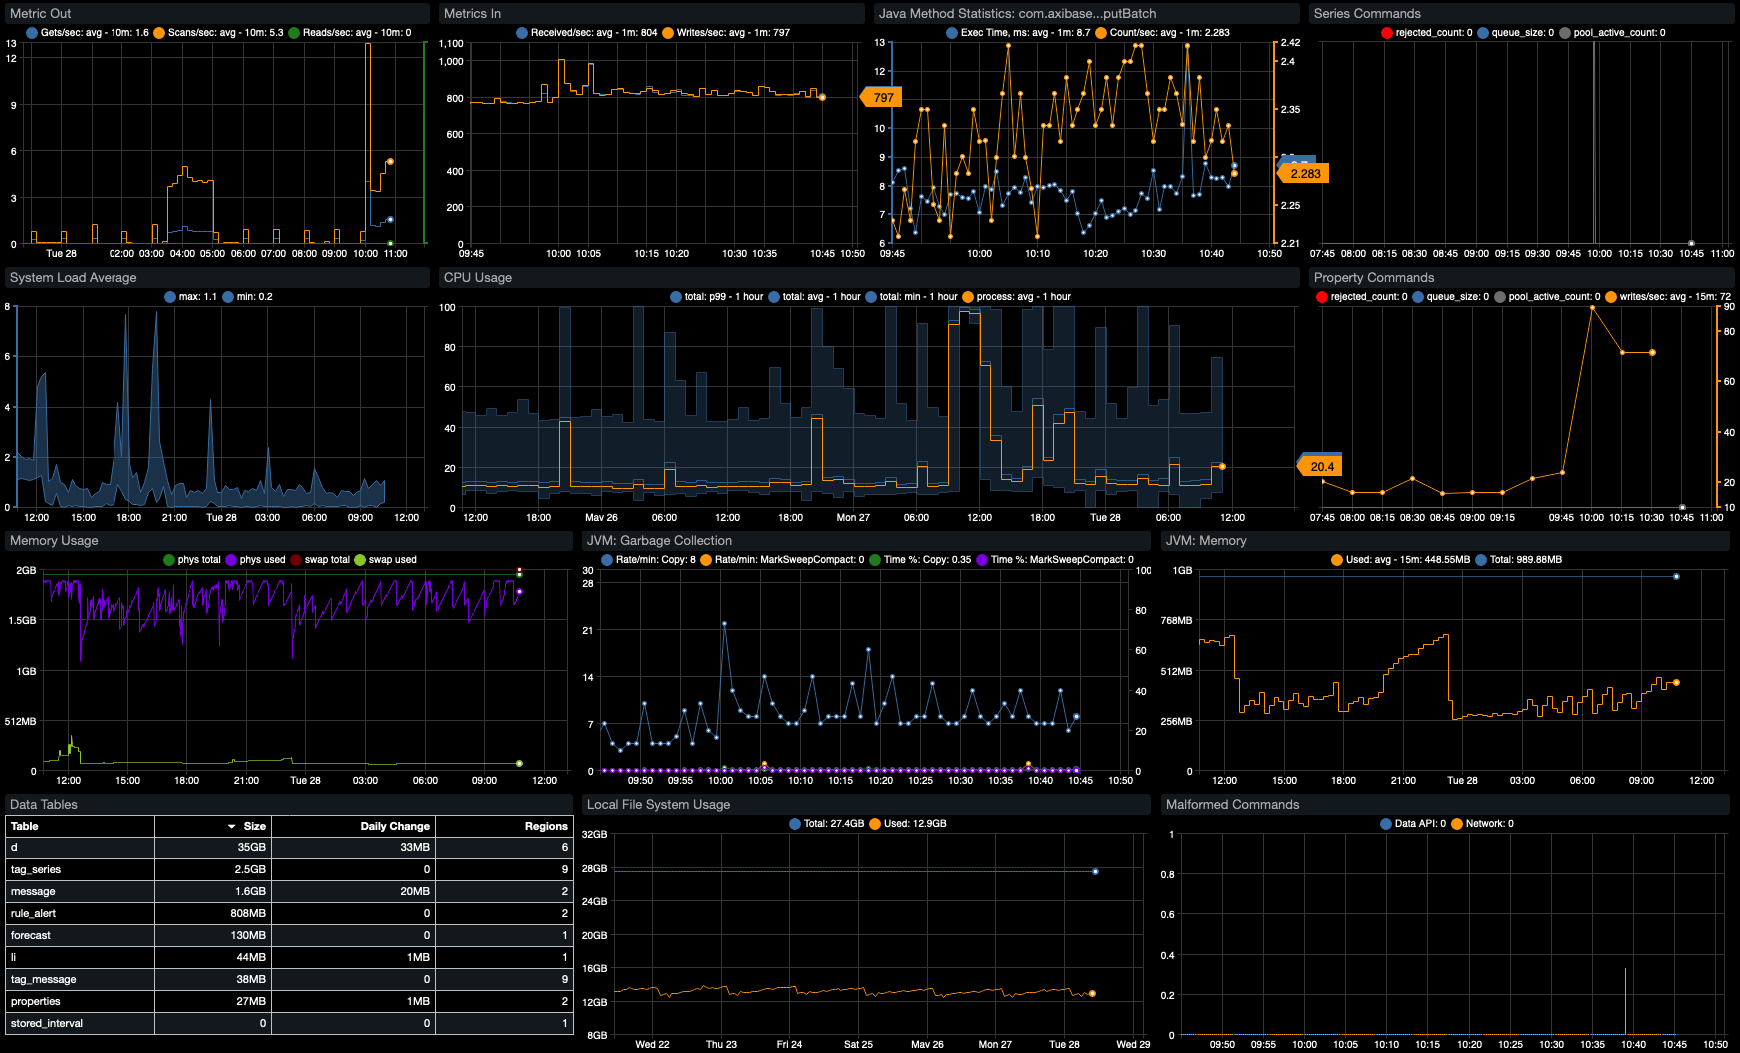 Metric Out
Gets/sec: avg - 10m: 1.6 Scans/sec: avg - 10m: 5.3 Reads/sec: avg - 10m: 0
13
12
9
6
3
0
Tue 28 02:00 03:00 04:00 05:00 06:00 07:00 08:00 09:00 10:00 11:00
Metrics In
Received/sec: avg - 1m: 804 Writes/sec: avg - 1m: 797
1,100
1,000
800
600
400
200
0
797
09:45 10:00 10:05 10:15 10:20 10:30 10:35 10:45 10:50
Java Method Statistics: com.axibase...putBatch
Exec Time, ms: avg - 1m: 8.7 Count/sec: avg - 1m: 2.283
13
12
10
9
8
7
6
2.42
2.4
2.35
2.25
2.21
2.283
09:45 10:00 10:10 10:20 10:30 10:40 10:50
Series Commands
rejected_count: 0 queue_size: 0 pool_active_count: 0
07:45 08:00 08:15 08:30 08:45 09:00 09:15 09:45 10:00 10:15 10:30 10:45 11:00
System Load Average
max: 1.1 min: 0.2
8
6
4
2
0
12:00 15:00 18:00 21:00 Tue 28 03:00 06:00 09:00 12:00
CPU Usage
total: p99 - 1 hour total: avg - 1 hour total: min - 1 hour process: avg - 1 hour
100
80
60
40
20
0
20.4
12:00 18:00 May 26 06:00 12:00 18:00 Mon 27 06:00 12:00 18:00 Tue 28 06:00 12:00
Property Commands
rejected_count: 0 queue_size: 0 pool_active_count: 0 writes/sec: avg - 15m: 72
90
80
60
40
20
10
07:45 08:00 08:15 08:30 08:45 09:00 09:15 09:45 10:00 10:15 10:30 10:45 11:00
Memory Usage
phys total phys used swap total swap used
2GB
1.5GB
1GB
512MB
0
12:00 15:00 18:00 21:00 Tue 28 03:00 06:00 09:00 12:00
JVM: Garbage Collection
Rate/min: Copy: 8 Rate/min: MarkSweepCompact: 0 Time %: Copy: 0.35 Time %: MarkSweepCompact: 0
30
28
21
14
7
0
100
80
60
40
20
0
09:50 09:55 10:00 10:05 10:10 10:15 10:20 10:25 10:30 10:35 10:40 10:45 10:50
JVM: Memory
Used: avg - 15m: 448.55MB Total: 989.88MB
1GB
768MB
512MB
256MB
0
12:00 15:00 18:00 21:00 Tue 28 03:00 06:00 09:00 12:00
Data Tables
Table Size Daily Change Regions
d 35GB 33MB 6
tag_series 2.5GB 0 9
message 1.6GB 20MB 2
rule_alert 808MB 0 2
forecast 130MB 0 1
li 44MB 1MB 1
tag_message 38MB 0 9
properties 27MB 1MB 2
stored_interval 0 0 1
Local File System Usage
Total: 27.4GB Used: 12.9GB
32GB
28GB
24GB
20GB
16GB
12GB
8GB
Wed 22 Thu 23 Fri 24 Sat 25 May 26 Mon 27 Tue 28 Wed 29
Malformed Commands
Data API: 0 Network: 0
1
0.8
0.6
0.4
0.2
0
09:50 09:55 10:00 10:05 10:10 10:15 10:20 10:25 10:30 10:35 10:40 10:45 10:50